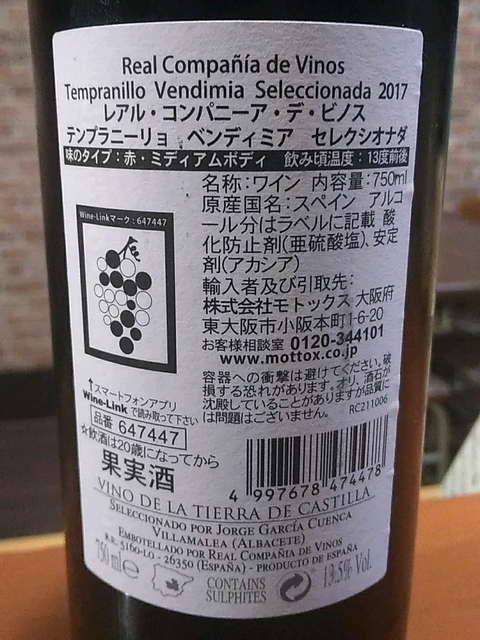 Real Compañía de Vinos
Tempranillo Vendimia Seleccionada 2017
レアル・コンパニーア・デ・ビノス
テンプラニーリョ ベンディミア セレクシオナダ
味のタイプ：赤・ミディアムボディ 飲み頃温度：13度前後
名称：ワイン 内容量：750ml
原産国名：スペイン アルコ
ール分はラベルに記載 酸
化防止剤(亜硫酸塩)、安定
剤(アカシア)
輸入者及び引取先：
株式会社モトックス 大阪府
東大阪市小阪本町1-6-20
お客様相談室 0120-344101
www.mottox.co.jp
容器への衝撃は避けてください。破
損する恐れがあります。オリ、酒石が
沈殿していることがありますが品質に
は問題はございません。
RC211006
Wine-Linkマーク：647447
↑スマートフォンアプリ
Wine-Link で読み取って下さい
品番 647447
☆飲酒は20歳になってから
果実酒
4 997678 474478
VINO DE LA TIERRA DE CASTILLA
SELECCIONADO POR JORGE GARCÍA CUENCA
VILLAMALEA (ALBACETE)
EMBOTELLADO POR REAL COMPAÑÍA DE VINOS
R.E. 5160-LO - 26350 (ESPAÑA) - PRODUCTO DE ESPAÑA
750 ml e
CONTAINS
SULPHITES
13.5% Vol.